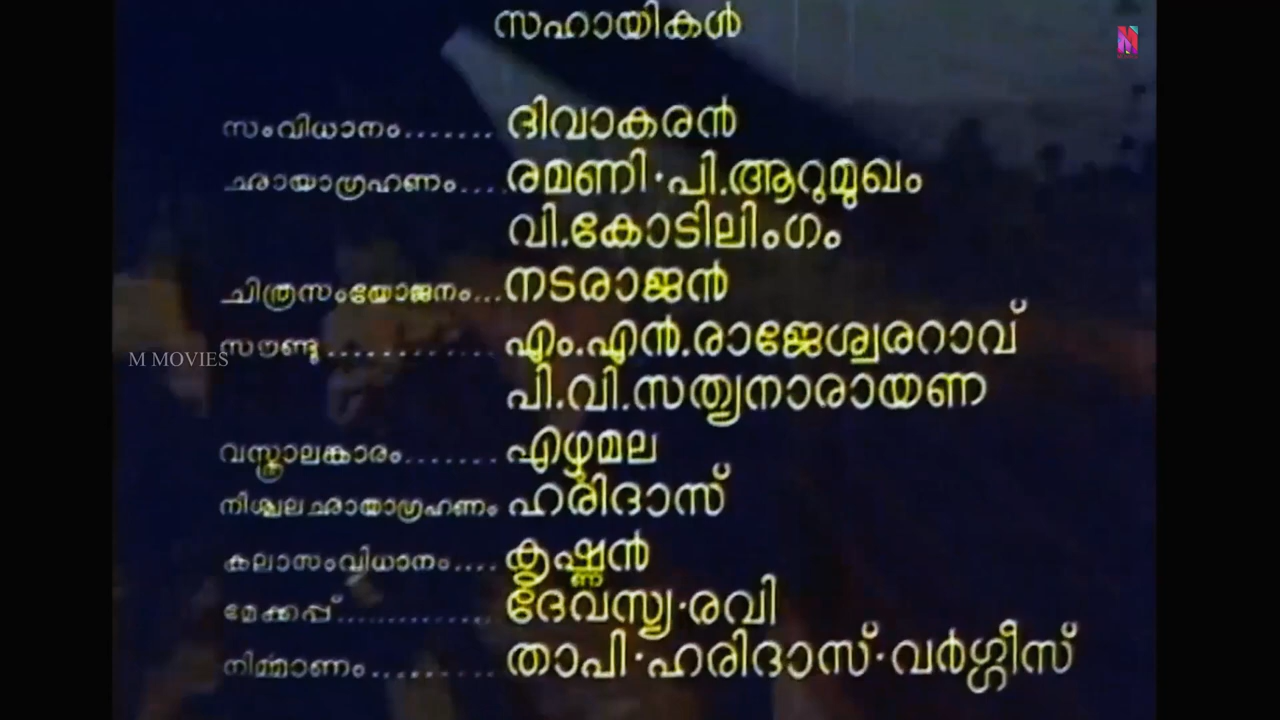 സഹായികൾ
സംവിധാനം....... ദിവാകരൻ
ഛായാഗ്രഹണം.... രമണി·പി.ആറുമുഖം
വി.കോടിലിംഗം
ചിത്രസംയോജനം... നടരാജൻ
സൗണ്ടു............ എം.എൻ.രാജേശ്വരറാവ്
M MOVIES
പി.വി.സത്യനാരായണ
വസ്ത്രാലങ്കാരം....... എഴുമല
നിശ്ചലഛായാഗ്രഹണം ഹരിദാസ്
കലാസംവിധാനം.... കൃഷ്ണൻ
മേക്കപ്പ്............. ദേവസ്യ·രവി
നിർമ്മാണം......... താപി·ഹരിദാസ്·വർഗ്ഗീസ്